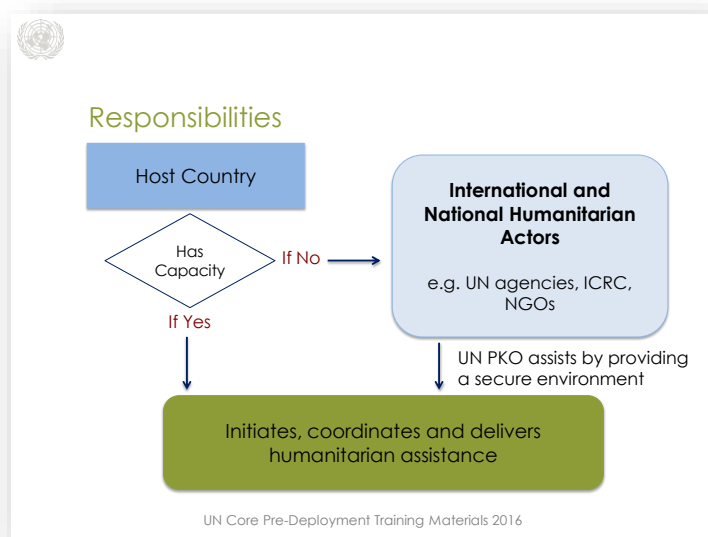 Responsibilities
Host Country
Has
Capacity
If No
If Yes
International and
National Humanitarian
Actors
e.g. UN agencies, ICRC,
NGOs
UN PKO assists by providing
a secure environment
Initiates, coordinates and delivers
humanitarian assistance
UN Core Pre-Deployment Training Materials 2016